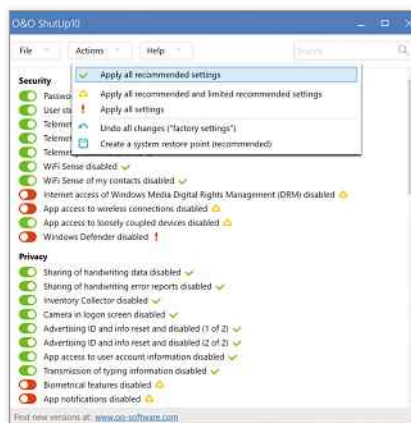 O&O ShutUp10
File Actions Help Search
Apply all recommended settings
Apply all recommended and limited recommended settings
Apply all settings
Undo all changes ("factory settings")
Create a system restore point (recommended)
Security
Passwo
User ste
Telemet
Telemet
Telemet
WiFi Sense disabled
WiFi Sense of my contacts disabled
Internet access of Windows Media Digital Rights Management (DRM) disabled
App access to wireless connections disabled
App access to loosely coupled devices disabled
Windows Defender disabled
Privacy
Sharing of handwriting data disabled
Sharing of handwriting error reports disabled
Inventory Collector disabled
Camera in logon screen disabled
Advertising ID and info reset and disabled (1 of 2)
Advertising ID and info reset and disabled (2 of 2)
App access to user account information disabled
Transmission of typing information disabled
Biometrical features disabled
App notifications disabled
Find new versions at: www.oo-software.com